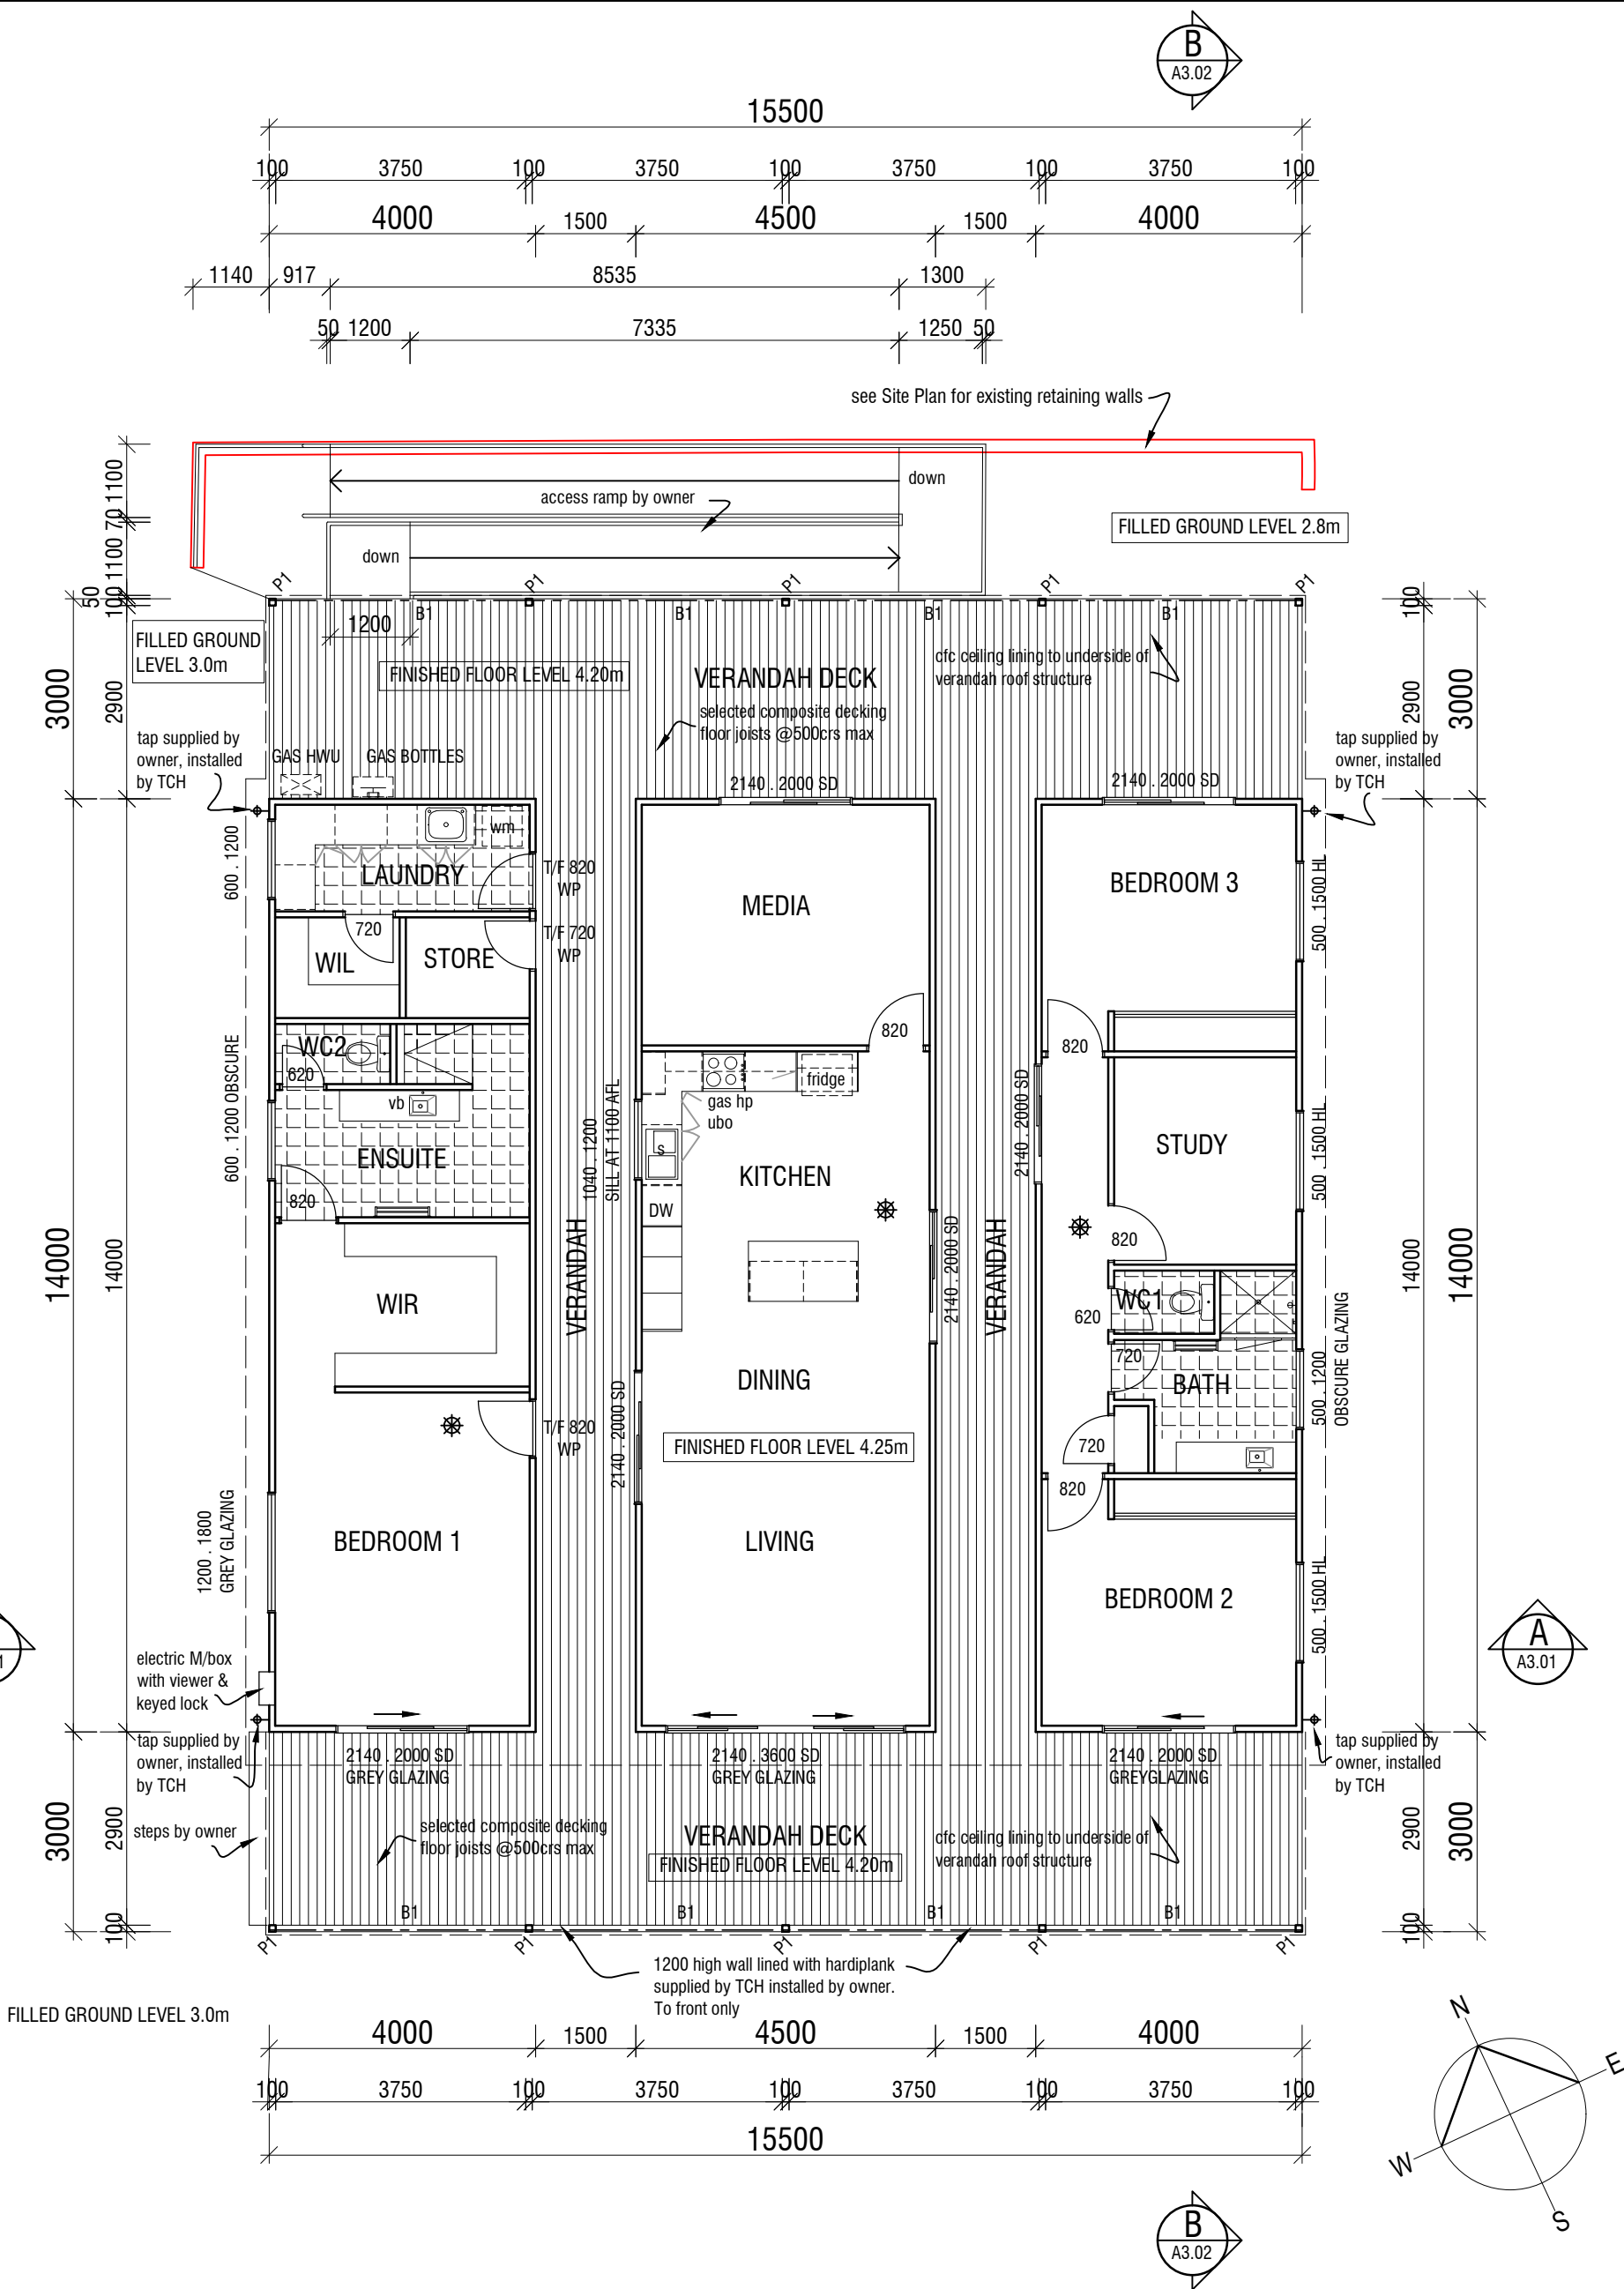 B
A3.02
15500
100 3750 100 3750 100 3750 100 3750 100
4000 1500 4500 1500 4000
1140 917 8535 1300
50 1200 7335 1250 50
see Site Plan for existing retaining walls
down
access ramp by owner
FILLED GROUND LEVEL 2.8m
down
1100
70
1100
50
100
P1 P1 P1 P1 P1
100
B1 B1 B1 B1
1200
FILLED GROUND
LEVEL 3.0m
FINISHED FLOOR LEVEL 4.20m
VERANDAH DECK
cfc ceiling lining to underside of
verandah roof structure
3000
2900
2900
3000
selected composite decking
floor joists @500crs max
tap supplied by
owner, installed
by TCH
GAS HWU GAS BOTTLES
tap supplied by
owner, installed
by TCH
2140 . 2000 SD
2140 . 2000 SD
wm
600 . 1200
LAUNDRY
T/F 820
WP
MEDIA
BEDROOM 3
500 . 1500 HL
720
T/F 720
WP
WIL
STORE
820
820
WC2
620
600 . 1200 OBSCURE
vb
fridge
gas hp
ubo
1040 . 1200
SILL AT 1100 AFL
s
2140 . 2000 SD
STUDY
500 . 1500 HL
ENSUITE
KITCHEN
820
DW
820
14000
14000
VERANDAH
2140 . 2000 SD
VERANDAH
14000
14000
WIR
WC1
620
720
DINING
BATH
500 . 1200
OBSCURE GLAZING
T/F 820
WP
2140 . 2000 SD
FINISHED FLOOR LEVEL 4.25m
720
820
1200 . 1800
GREY GLAZING
BEDROOM 1
LIVING
BEDROOM 2
500 . 1500 HL
1
A
A3.01
electric M/box
with viewer &
keyed lock
tap supplied by
owner, installed
by TCH
2140 . 2000 SD
GREY GLAZING
2140 . 3600 SD
GREY GLAZING
2140 . 2000 SD
GREYGLAZING
tap supplied by
owner, installed
by TCH
steps by owner
selected composite decking
floor joists @500crs max
VERANDAH DECK
FINISHED FLOOR LEVEL 4.20m
cfc ceiling lining to underside of
verandah roof structure
3000
2900
2900
3000
100
B1 B1 B1 B1
100
P1 P1 P1 P1 P1
1200 high wall lined with hardiplank
supplied by TCH installed by owner.
To front only
FILLED GROUND LEVEL 3.0m
4000 1500 4500 1500 4000
100 3750 100 3750 100 3750 100 3750 100
15500
N
E
W
S
B
A3.02